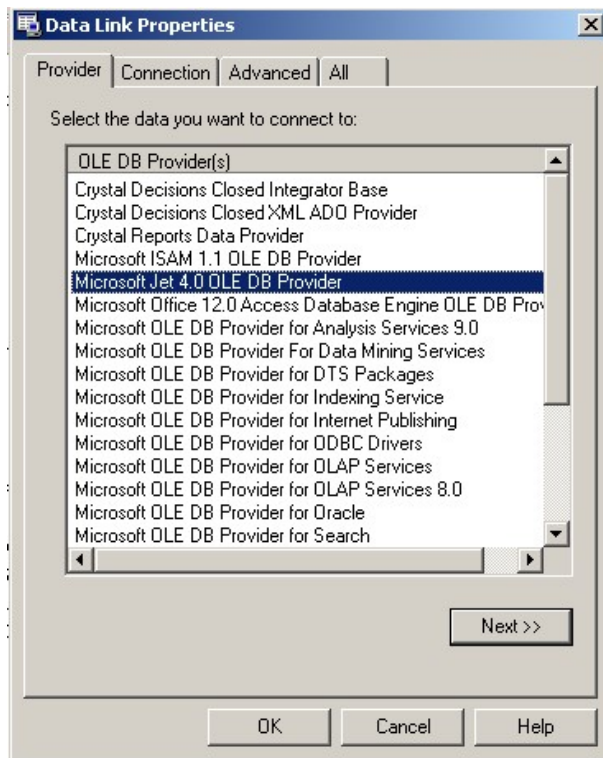 Data Link Properties
Provider Connection Advanced All
Select the data you want to connect to:
OLE DB Provider(s)
Crystal Decisions Closed Integrator Base
Crystal Decisions Closed XML ADO Provider
Crystal Reports Data Provider
Microsoft ISAM 1.1 OLE DB Provider
Microsoft Jet 4.0 OLE DB Provider
Microsoft Office 12.0 Access Database Engine OLE DB Prov
Microsoft OLE DB Provider for Analysis Services 9.0
Microsoft OLE DB Provider For Data Mining Services
Microsoft OLE DB Provider for DTS Packages
Microsoft OLE DB Provider for Indexing Service
Microsoft OLE DB Provider for Internet Publishing
Microsoft OLE DB Provider for ODBC Drivers
Microsoft OLE DB Provider for OLAP Services
Microsoft OLE DB Provider for OLAP Services 8.0
Microsoft OLE DB Provider for Oracle
Microsoft OLE DB Provider for Search
Next >>
OK Cancel Help